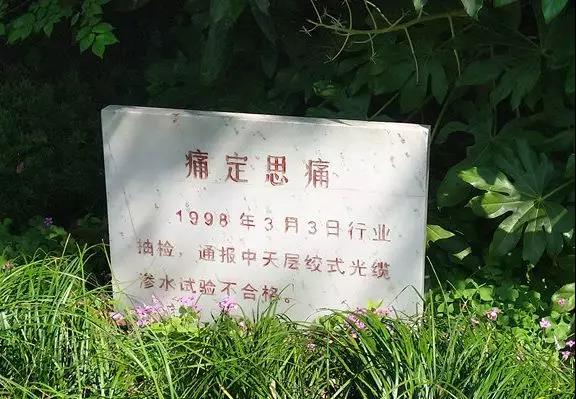 痛定思痛
1998年3月3日行业
抽检，通报中天层绞式光缆
渗水试验不合格。